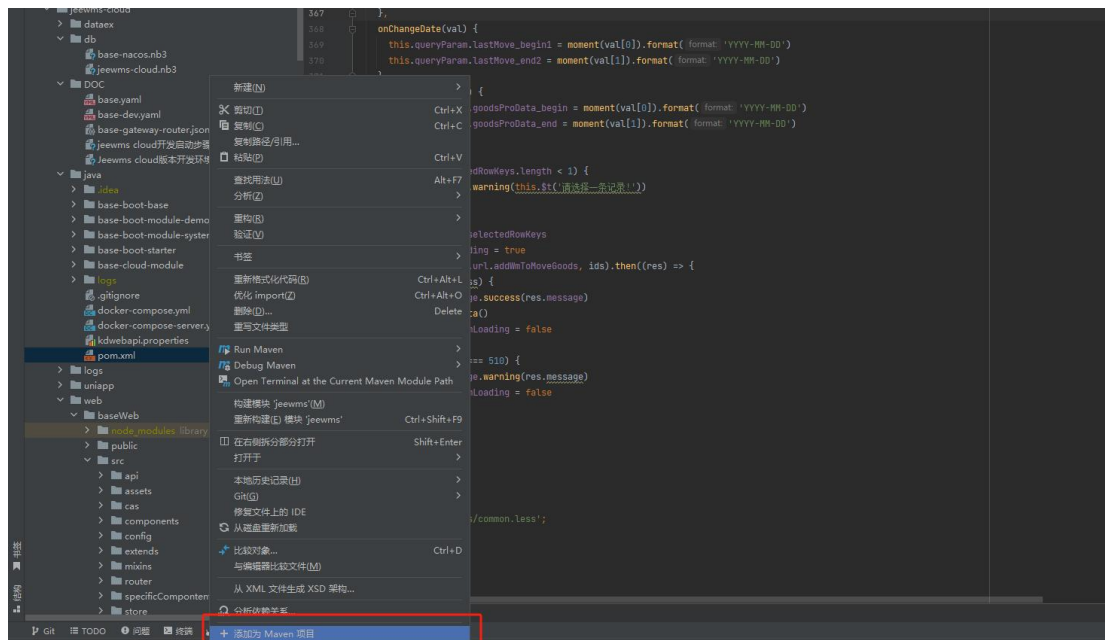 jeewms-cloud
dataex
db
base-nacos.nb3
jeewms-cloud.nb3
DOC
base.yaml
base-dev.yaml
base-gateway-router.json
jeewms cloud开发启动步骤
Jeewms cloud版本开发环境
java
.idea
base-boot-base
base-boot-module-demo
base-boot-module-syster
base-boot-starter
base-cloud-module
logs
.gitignore
docker-compose.yml
docker-compose-server.y
kdwebapi.properties
pom.xml
logs
uniapp
web
baseWeb
node_modules library
public
src
api
assets
cas
components
config
extends
mixins
router
specificComponten
store
书签
结构
Git
TODO
问题
终端
新建(N)
剪切(T) Ctrl+X
复制(C) Ctrl+C
复制路径/引用...
粘贴(P) Ctrl+V
查找用法(U) Alt+F7
分析(Z)
重构(R)
验证(V)
书签
重新格式化代码(R) Ctrl+Alt+L
优化 import(Z) Ctrl+Alt+O
删除(D)... Delete
重写文件类型
Run Maven
Debug Maven
Open Terminal at the Current Maven Module Path
构建模块 'jeewms'(M)
重新构建(E) 模块 'jeewms' Ctrl+Shift+F9
在右侧拆分部分打开 Shift+Enter
打开于
本地历史记录(H)
Git(G)
修复文件上的 IDE
从磁盘重新加载
比较对象... Ctrl+D
与编辑器比较文件(M)
从 XML 文件生成 XSD 架构...
分析依赖关系
添加为 Maven 项目
367 },
368 onChangeDate(val) {
369 this.queryParam.lastMove_begin1 = moment(val[0]).format( format: 'YYYY-MM-DD')
370 this.queryParam.lastMove_end2 = moment(val[1]).format( format: 'YYYY-MM-DD')
}
) {
.goodsProData_begin = moment(val[0]).format( format: 'YYYY-MM-DD')
.goodsProData_end = moment(val[1]).format( format: 'YYYY-MM-DD')
edRowKeys.length < 1) {
.warning(this.$t('请选择一条记录!'))
selectedRowKeys
ding = true
.url.addWmToMoveGoods, ids).then((res) => {
ss) {
ge.success(res.message)
ta()
mLoading = false
=== 510) {
ge.warning(res.message)
mLoading = false
s/common.less';